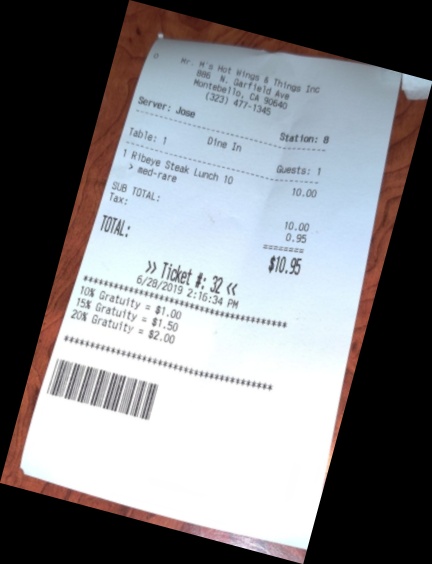 Mr. M's Hot Wings & Things Inc
886 N. Garfield Ave
Montebello, CA 90640
(323) 477-1345
Server: Jose Station: 8
Table: 1 Dine In Guests: 1
1 Ribeye Steak Lunch 10 10.00
> med-rare
SUB TOTAL: 10.00
Tax: 0.95
========
TOTAL: $10.95
>> Ticket #: 32 <<
6/28/2019 2:16:34 PM
****************************************
10% Gratuity = $1.00
15% Gratuity = $1.50
20% Gratuity = $2.00
****************************************